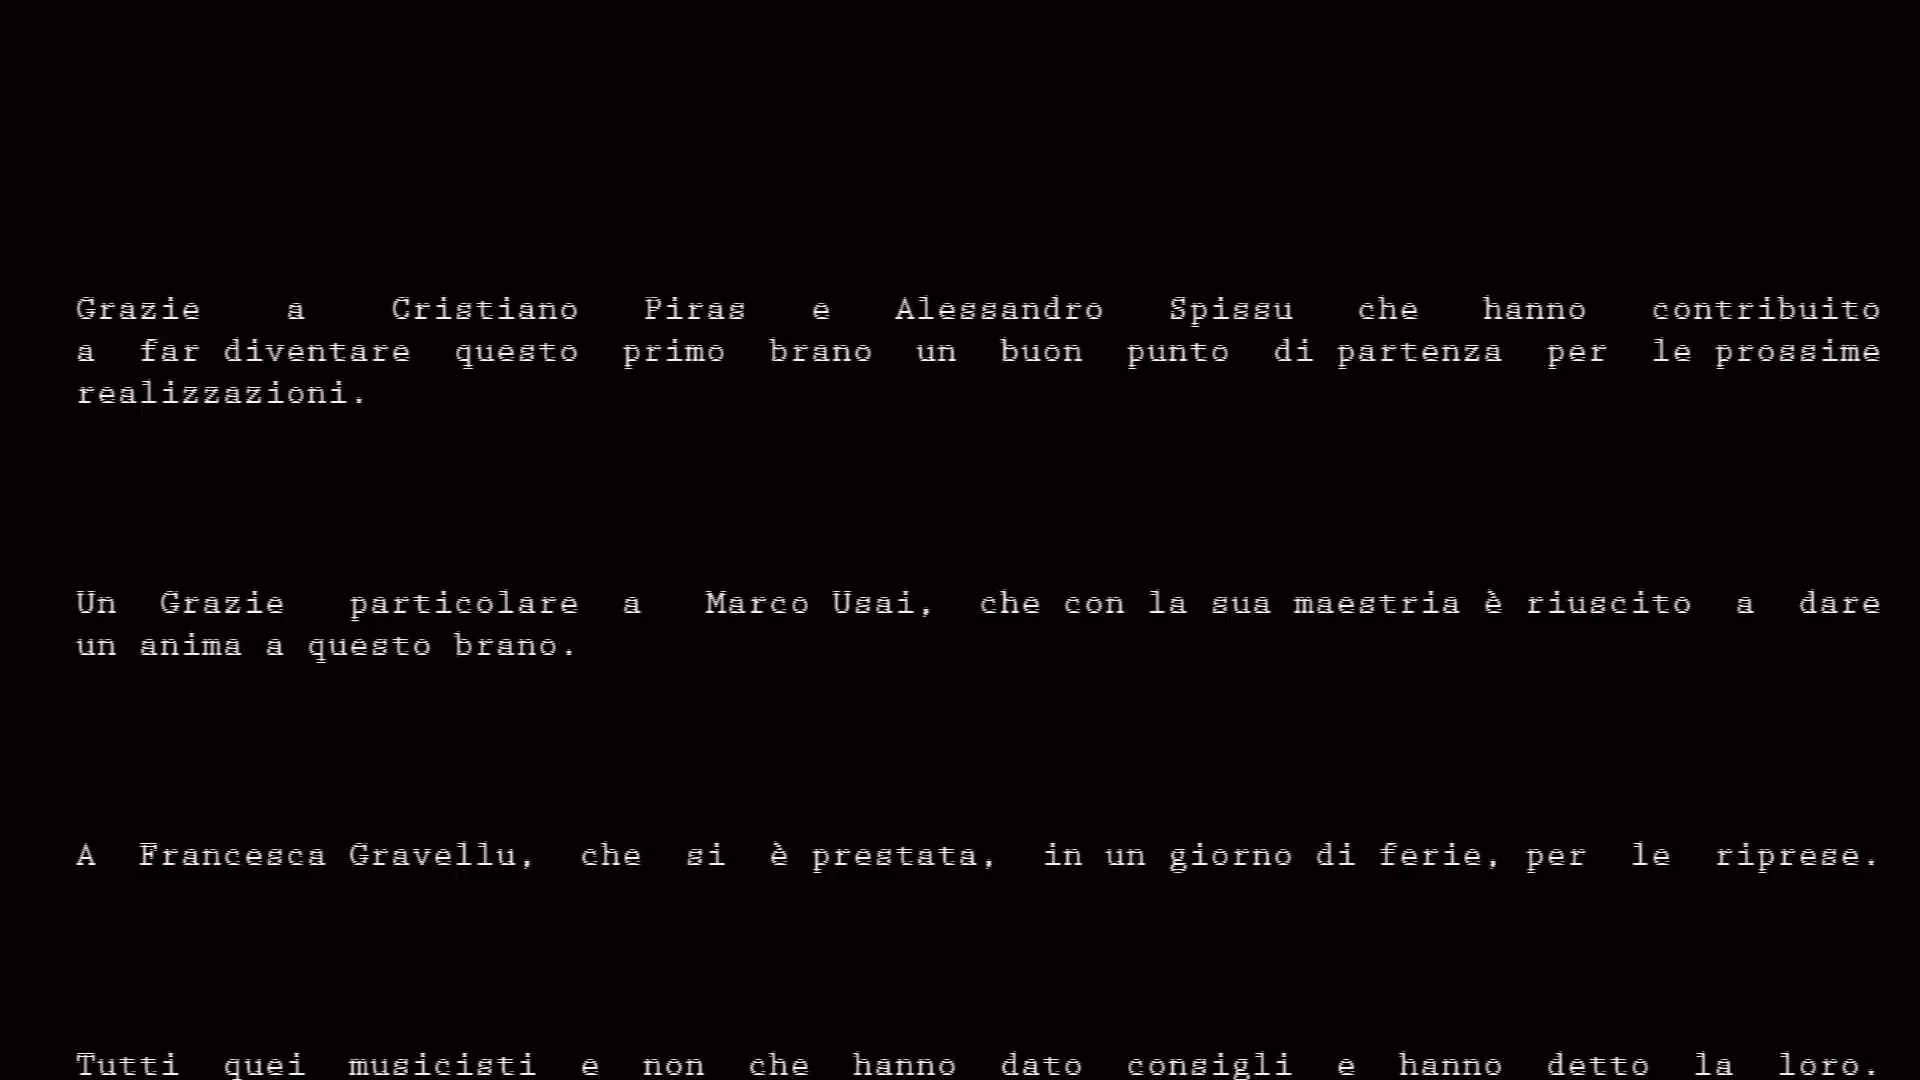 Grazie a Cristiano Piras e Alessandro Spissu che hanno contribuito
a far diventare questo primo brano un buon punto di partenza per le prossime
realizzazioni.
Un Grazie particolare a Marco Usai, che con la sua maestria è riuscito a dare
un anima a questo brano.
A Francesca Gravellu, che si è prestata, in un giorno di ferie, per le riprese.
Tutti quei musicisti e non che hanno dato consigli e hanno detto la loro.